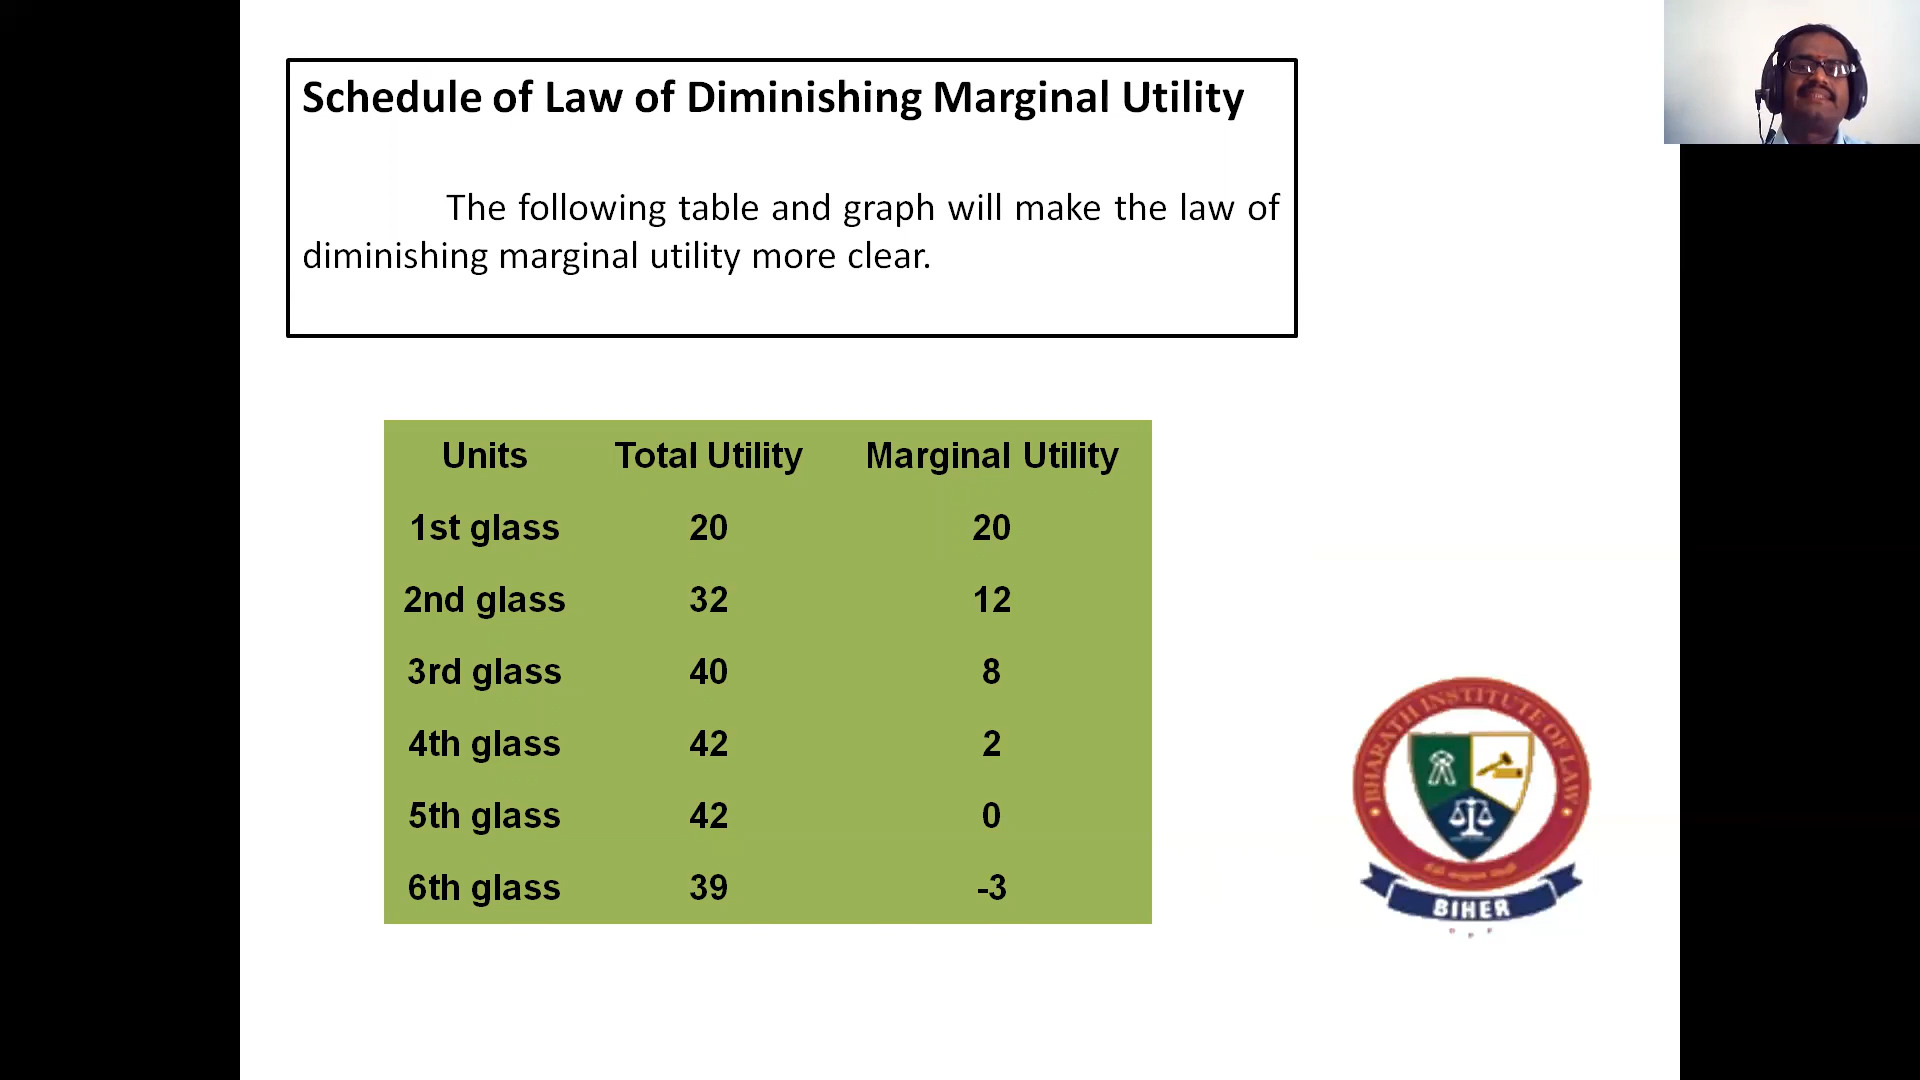 Schedule of Law of Diminishing Marginal Utility
The following table and graph will make the law of
diminishing marginal utility more clear.
Units Total Utility Marginal Utility
1st glass 20 20
2nd glass 32 12
3rd glass 40 8
4th glass 42 2
5th glass 42 0
6th glass 39 -3
BHARATH INSTITUTE OF LAW
BIHER